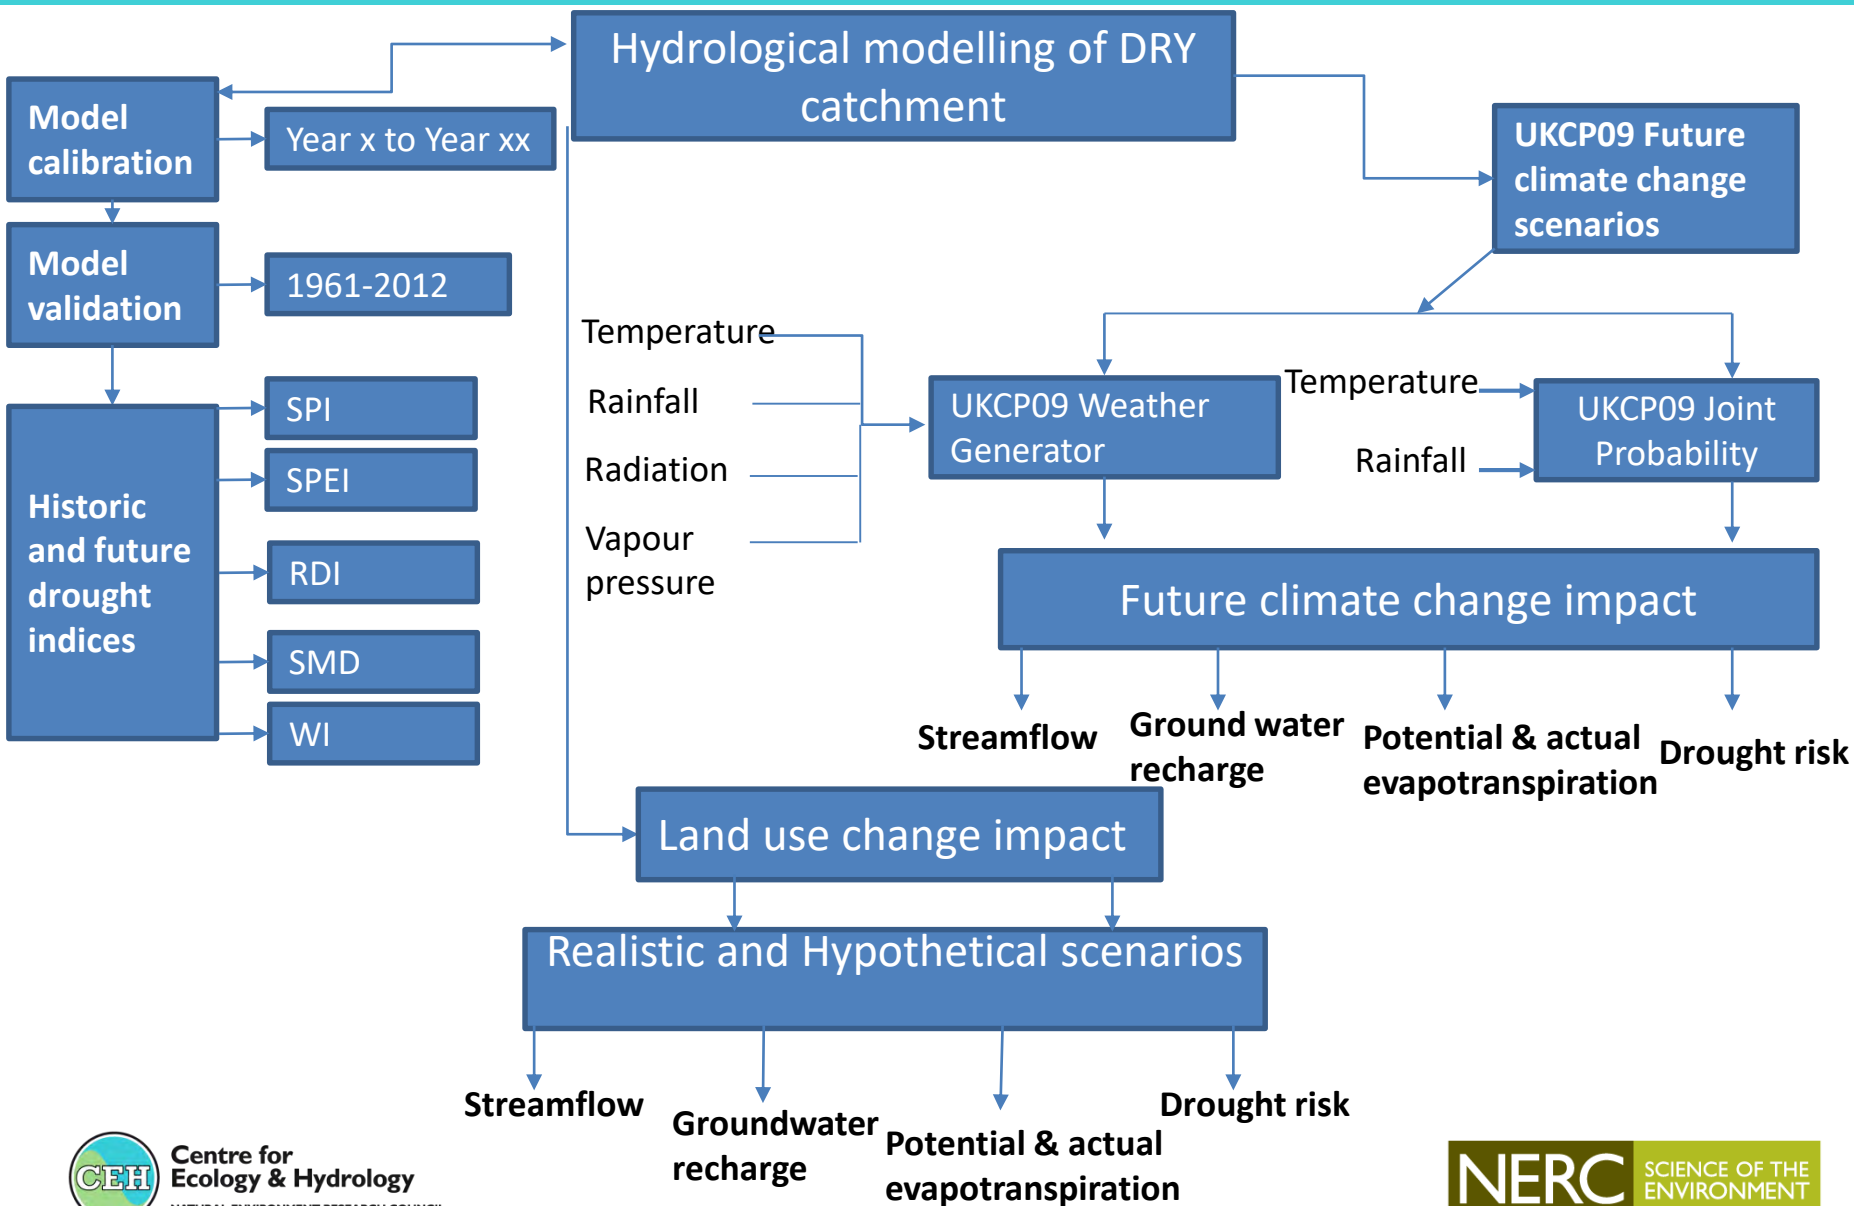 Hydrological modelling of DRY
catchment
Model
calibration
Year x to Year xx
UKCP09 Future
climate change
scenarios
Model
validation
1961-2012
Temperature
Rainfall
Radiation
Vapour
pressure
UKCP09 Weather
Generator
Temperature
Rainfall
UKCP09 Joint
Probability
Historic
and future
drought
indices
SPI
SPEI
RDI
SMD
WI
Future climate change impact
Streamflow
Ground water
recharge
Potential & actual
evapotranspiration
Drought risk
Land use change impact
Realistic and Hypothetical scenarios
Streamflow
Groundwater
recharge
Potential & actual
evapotranspiration
Drought risk
CEH
Centre for
Ecology & Hydrology
NATURAL ENVIRONMENT RESEARCH COUNCIL
NERC
SCIENCE OF THE
ENVIRONMENT